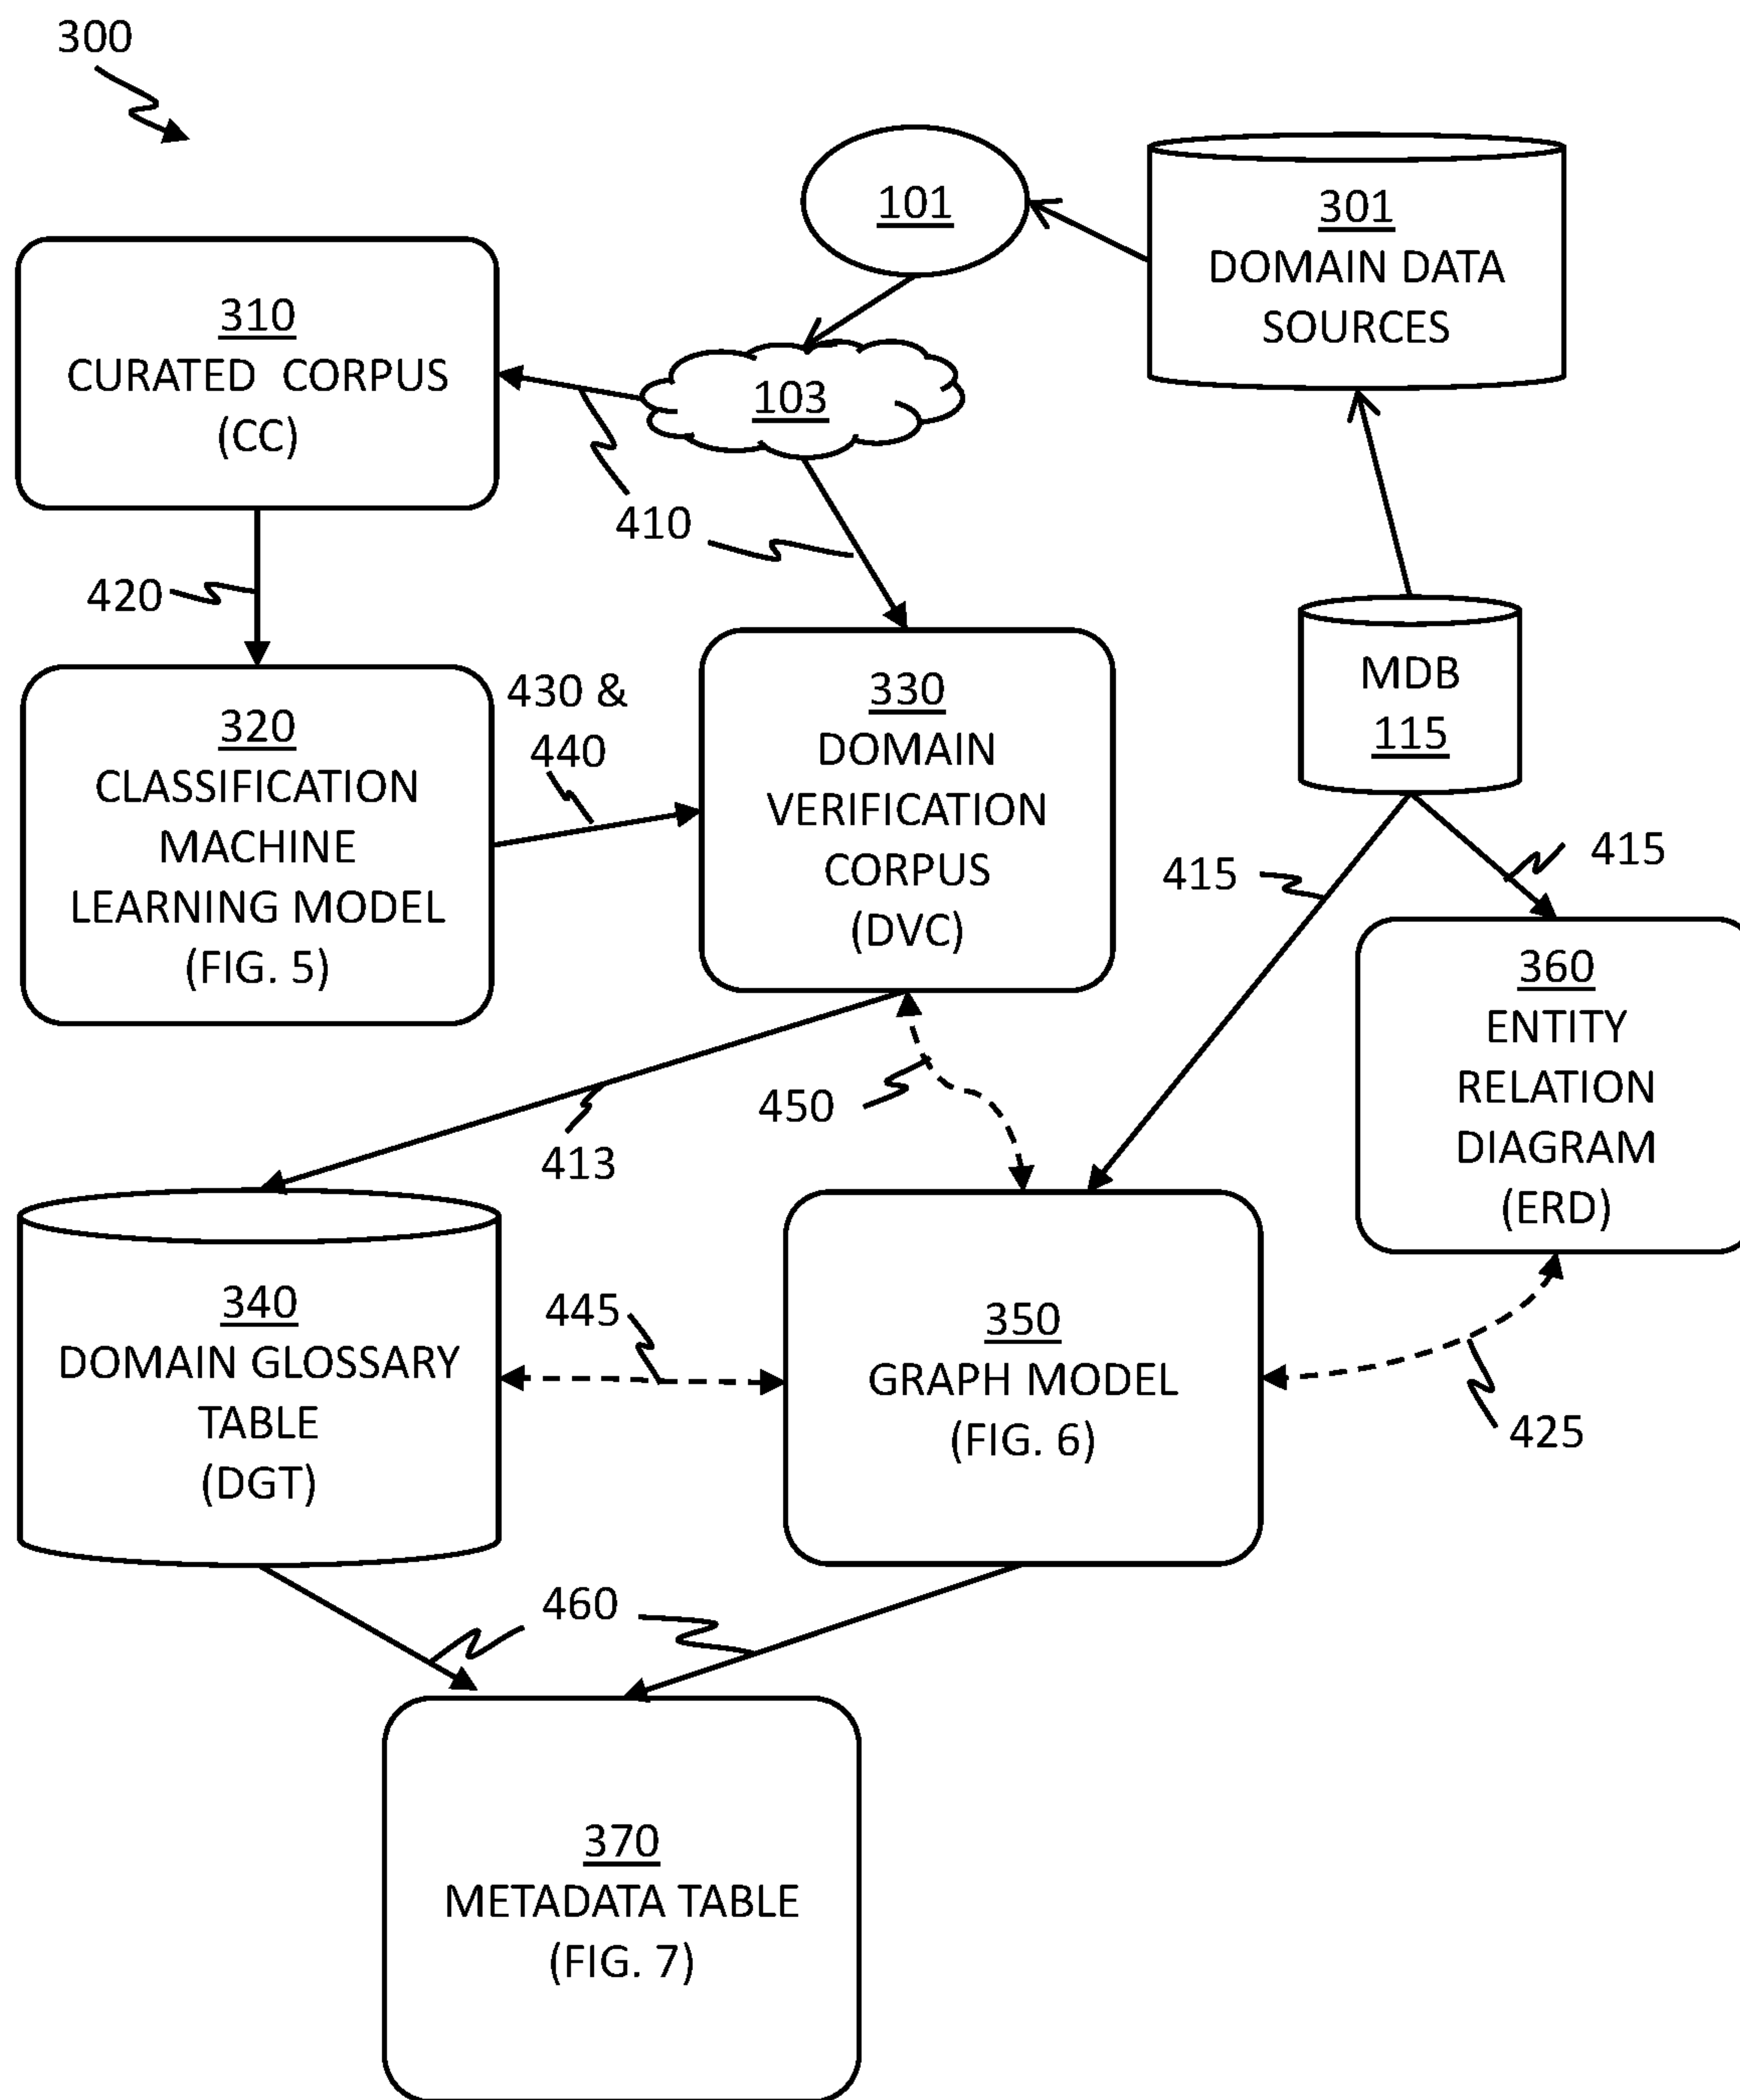 300
101
301
DOMAIN DATA
SOURCES
310
CURATED CORPUS
(CC)
103
410
420
MDB
115
320
CLASSIFICATION
MACHINE
LEARNING MODEL
(FIG. 5)
430 &
440
330
DOMAIN
VERIFICATION
CORPUS
(DVC)
415
415
360
ENTITY
RELATION
DIAGRAM
(ERD)
450
413
340
DOMAIN GLOSSARY
TABLE
(DGT)
445
350
GRAPH MODEL
(FIG. 6)
425
460
370
METADATA TABLE
(FIG. 7)